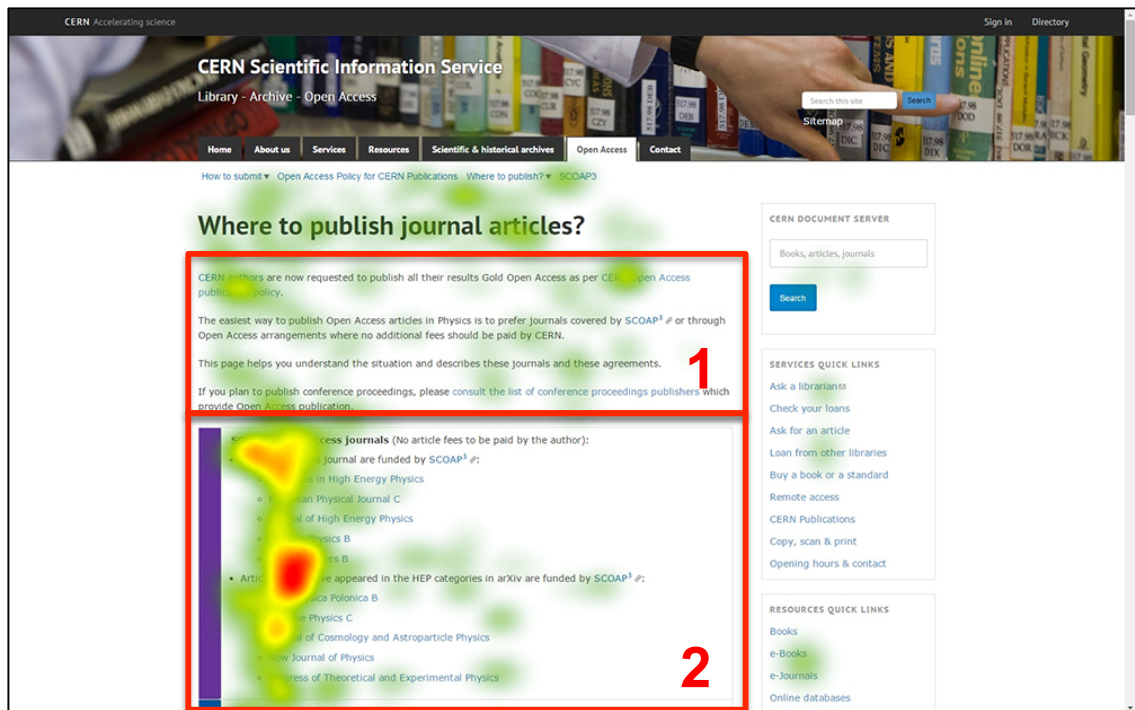 CERN Accelerating science
Sign in Directory
CERN Scientific Information Service
Library - Archive - Open Access
Search this site Search
Sitemap
Home About us Services Resources Scientific & historical archives Open Access Contact
How to submit ▾ Open Access Policy for CERN Publications Where to publish? ▾ SCOAP3
Where to publish journal articles?
CERN authors are now requested to publish all their results Gold Open Access as per CERN Open Access
policy.
The easiest way to publish Open Access articles in Physics is to prefer journals covered by SCOAP³ or through
Open Access arrangements where no additional fees should be paid by CERN.
This page helps you understand the situation and describes these journals and these agreements.
If you plan to publish conference proceedings, please consult the list of conference proceedings publishers which
provide Open Access publication.
1
journals (No article fees to be paid by the author):
journal are funded by SCOAP³:
in High Energy Physics
Physical Journal C
of High Energy Physics
Physics B
B
appeared in the HEP categories in arXiv are funded by SCOAP³:
Polonica B
Physics C
of Cosmology and Astroparticle Physics
New Journal of Physics
of Theoretical and Experimental Physics
2
CERN DOCUMENT SERVER
Books, articles, journals
Search
SERVICES QUICK LINKS
Ask a librarian
Check your loans
Ask for an article
Loan from other libraries
Buy a book or a standard
Remote access
CERN Publications
Copy, scan & print
Opening hours & contact
RESOURCES QUICK LINKS
Books
e-Books
e-Journals
Online databases